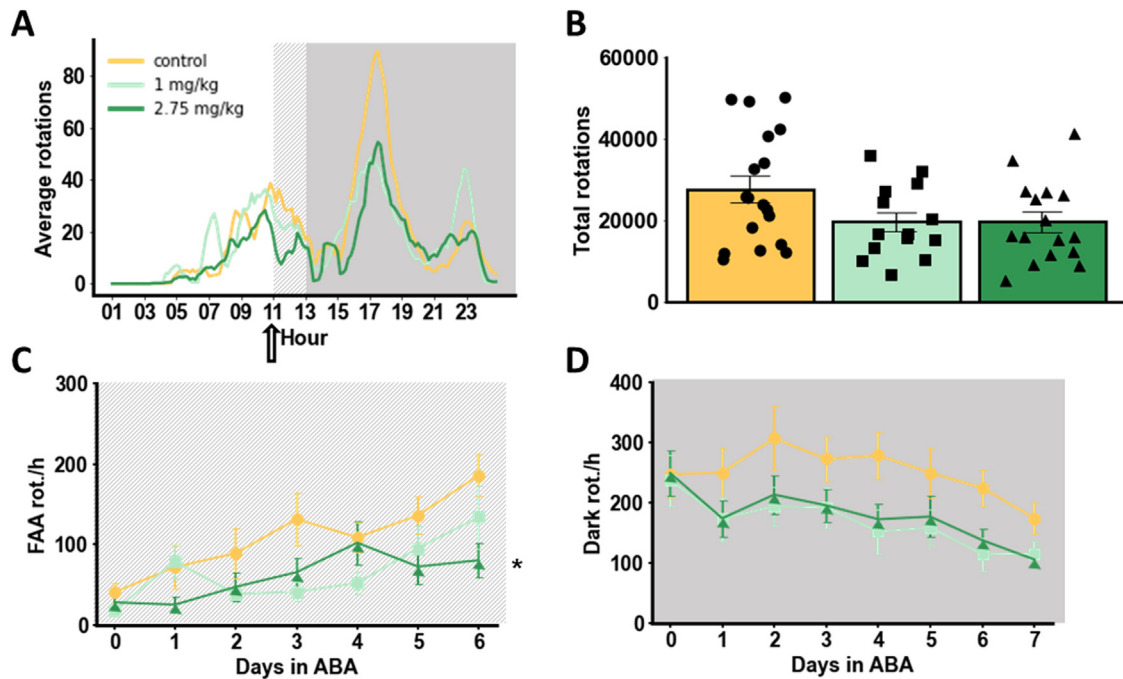 A
Average rotations
80
60
40
20
0
control
1 mg/kg
2.75 mg/kg
01 03 05 07 09 11 13 15 17 19 21 23
Hour
B
Total rotations
60000
40000
20000
0
C
FAA rot./h
300
200
100
0
0 1 2 3 4 5 6
Days in ABA
*
D
Dark rot./h
400
300
200
100
0
0 1 2 3 4 5 6 7
Days in ABA